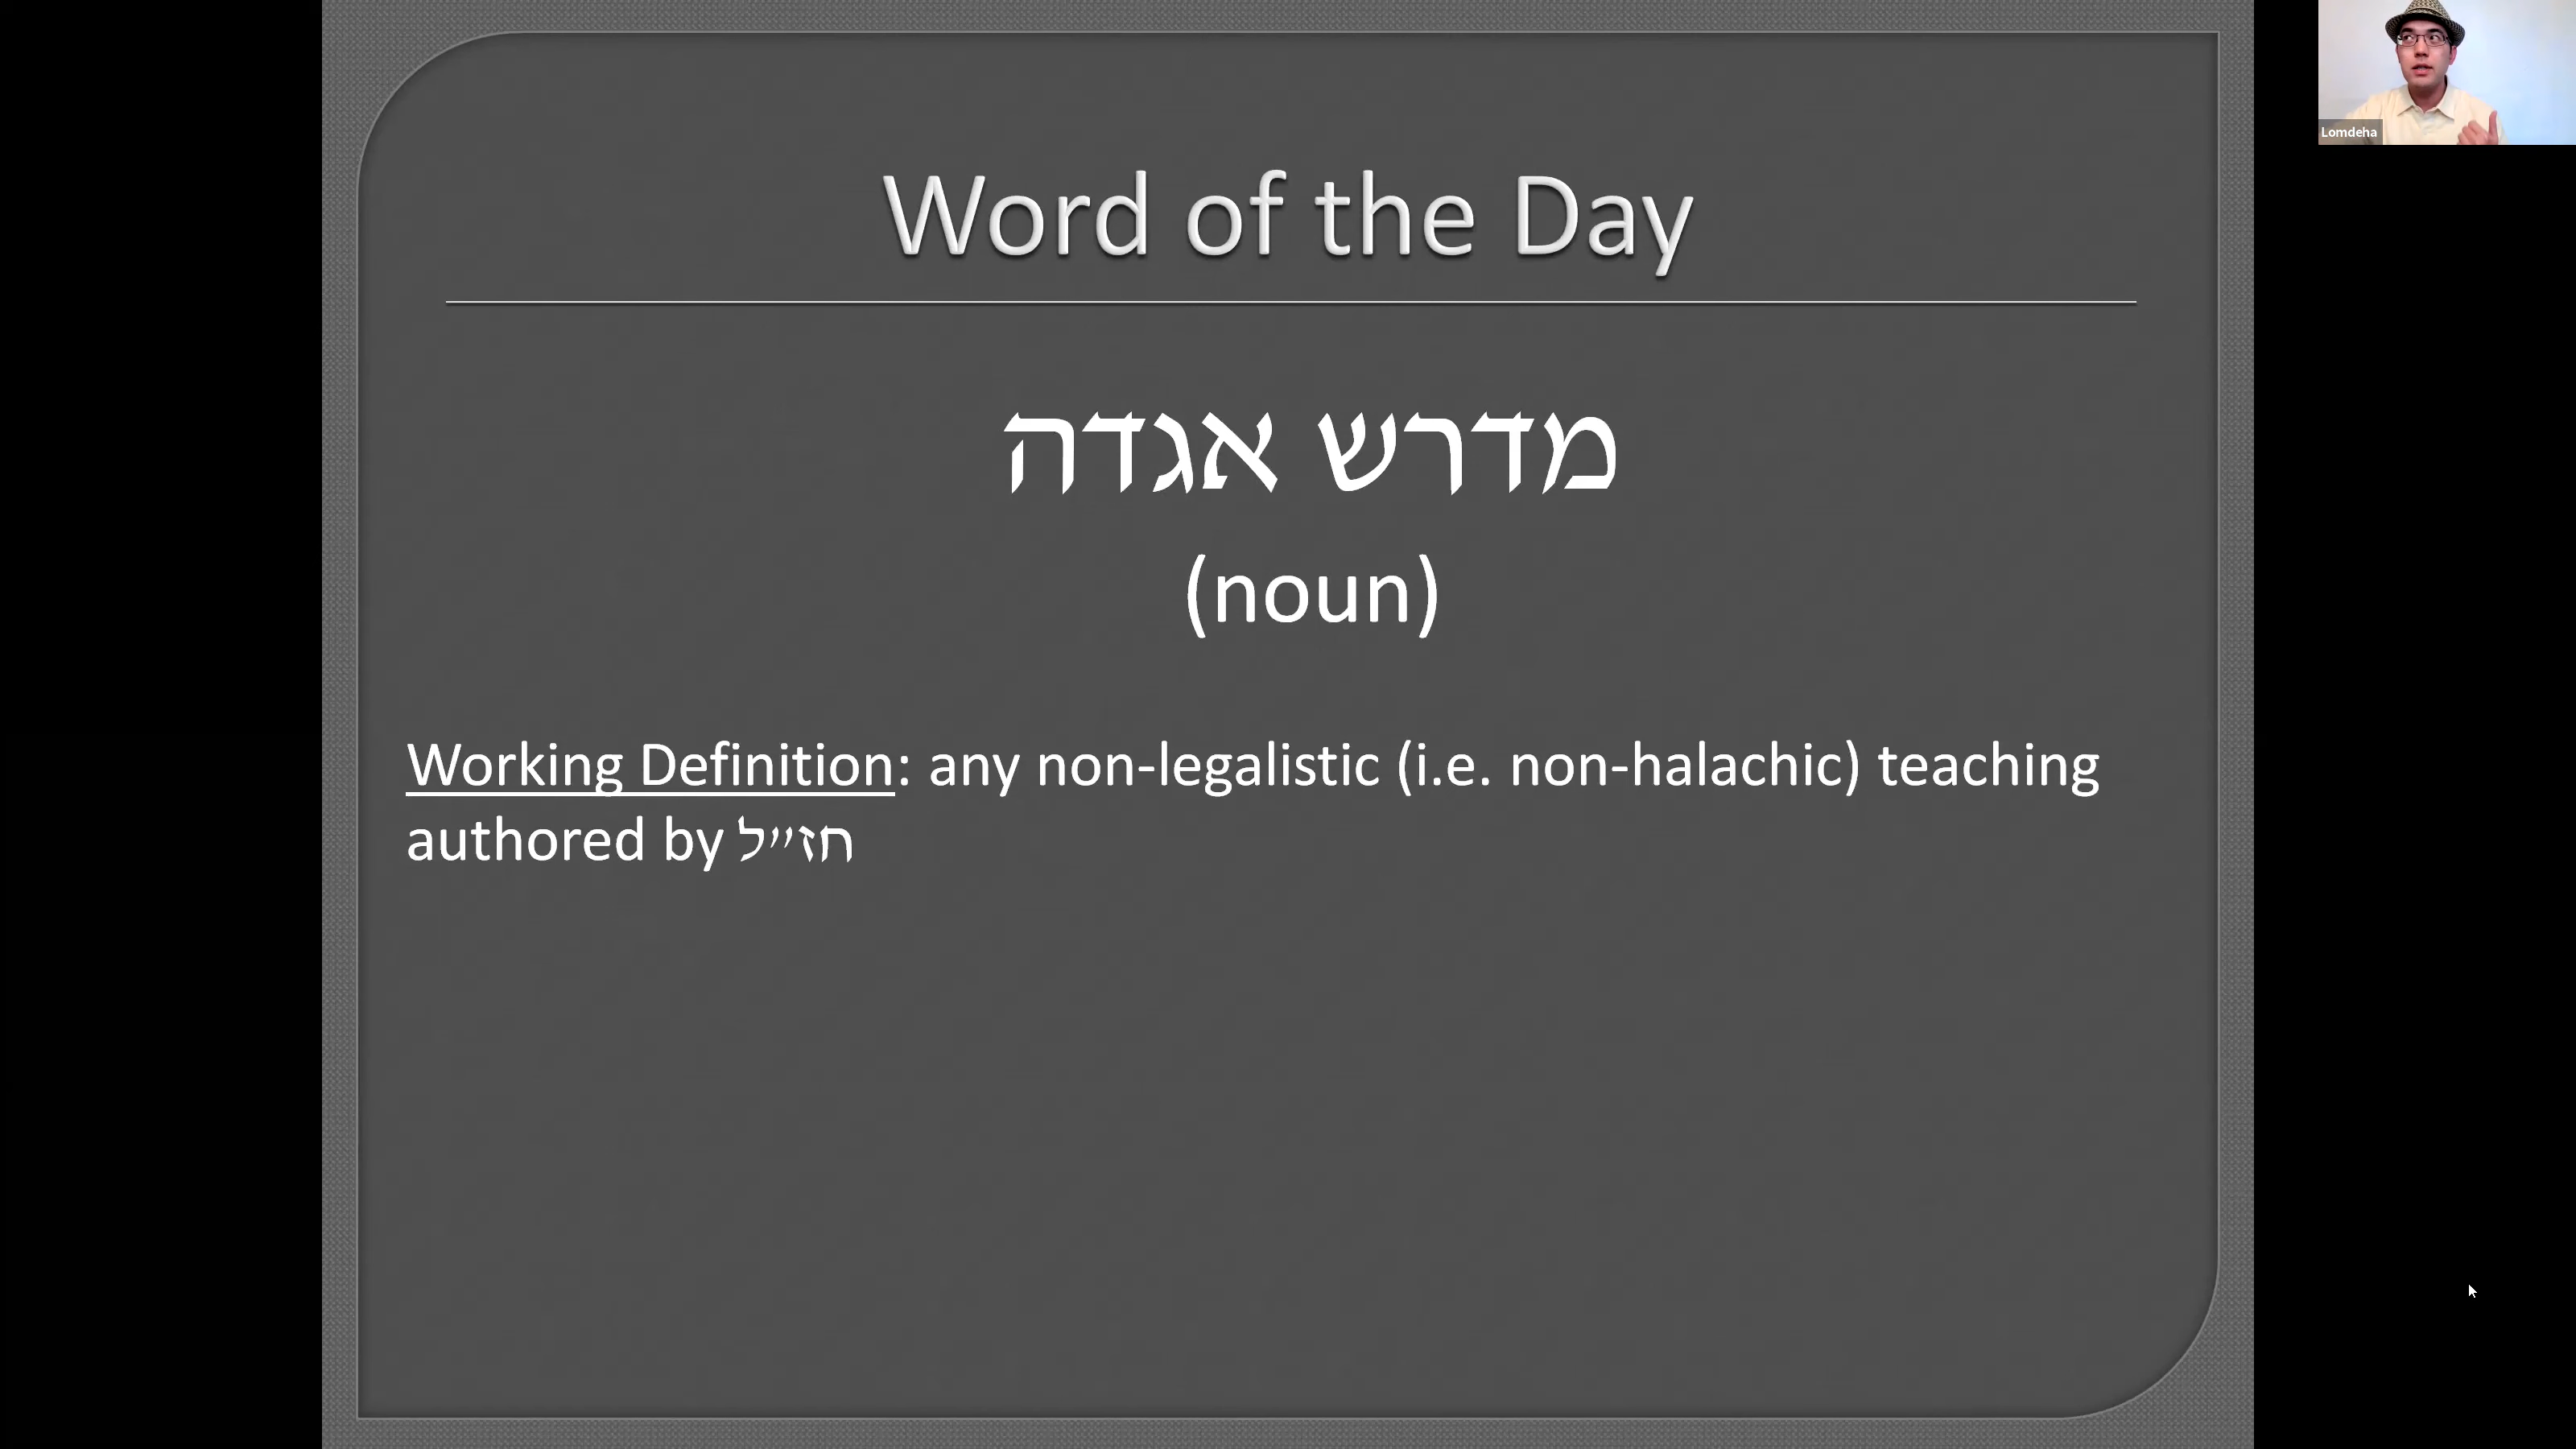 Word of the Day
מדרש אגדה
(noun)
Working Definition: any non-legalistic (i.e. non-halachic) teaching
authored by חז״ל
Lomdeha